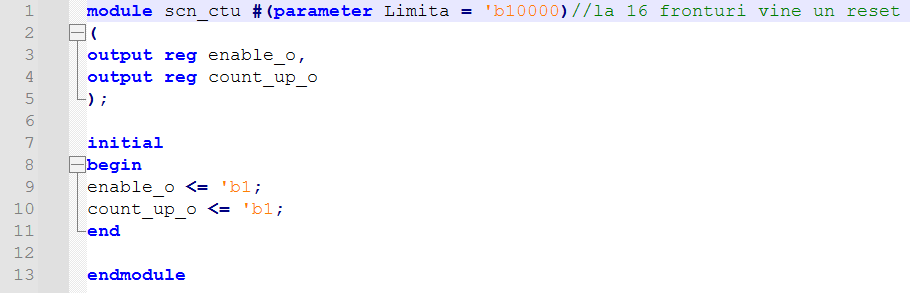 1 module scn_ctu #(parameter Limita = 'b10000)//la 16 fronturi vine un reset
2 (
3 output reg enable_o,
4 output reg count_up_o
5 );
6
7 initial
8 begin
9 enable_o <= 'b1;
10 count_up_o <= 'b1;
11 end
12
13 endmodule